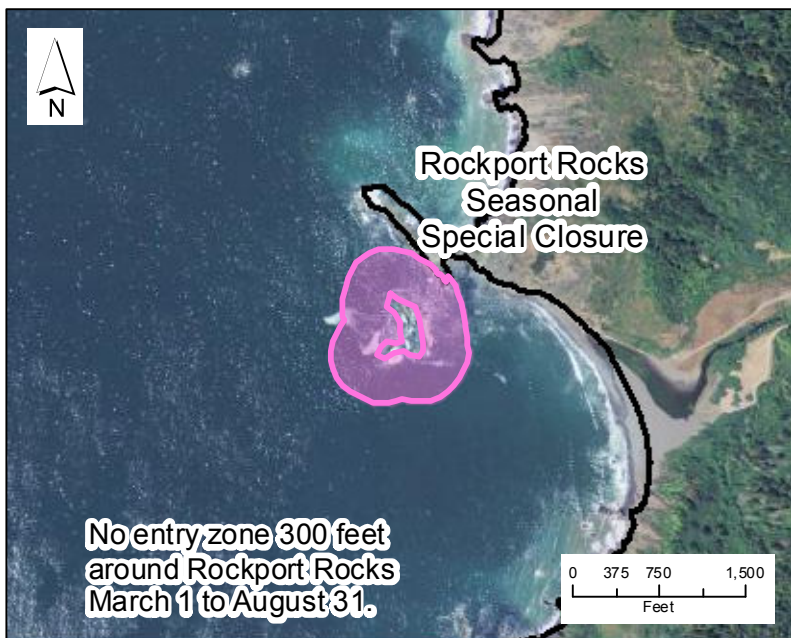 N
Rockport Rocks
Seasonal
Special Closure
No entry zone 300 feet
around Rockport Rocks
March 1 to August 31.
0 375 750 1,500
Feet